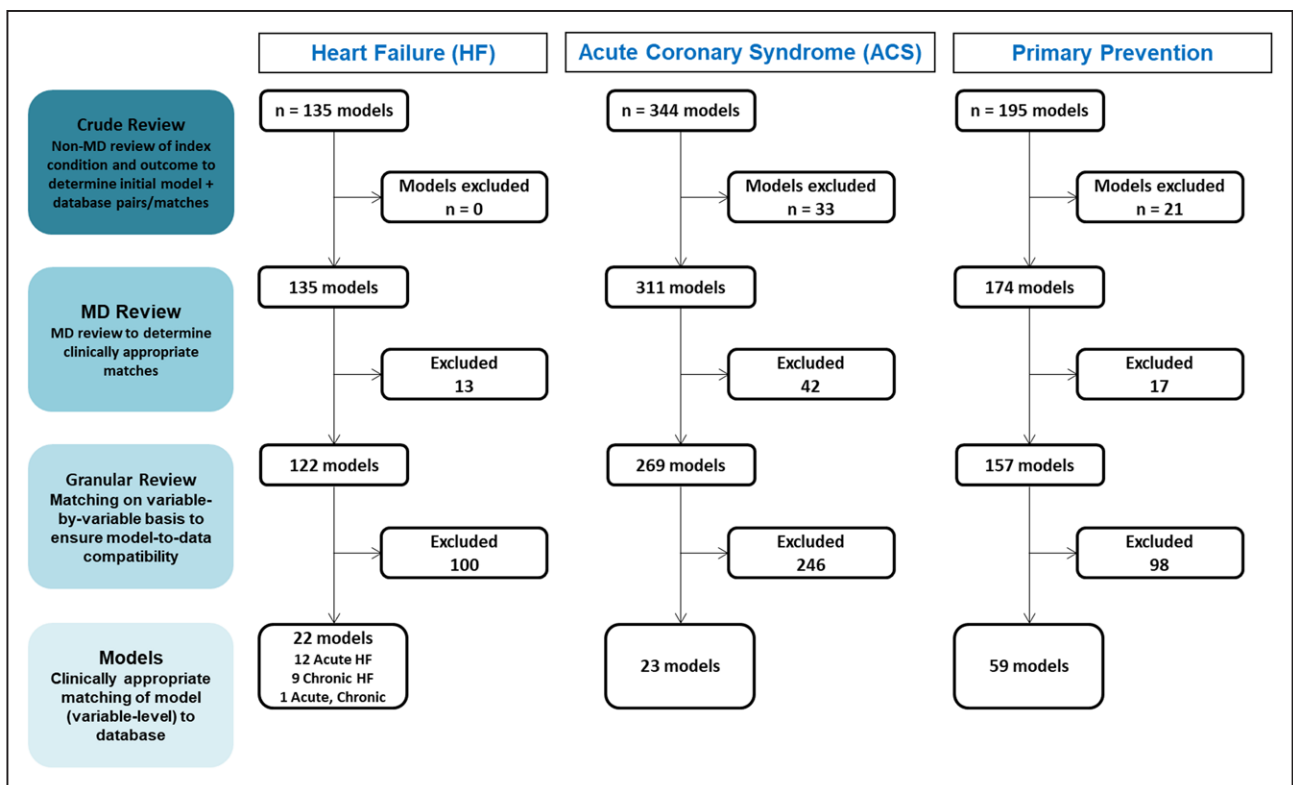 Heart Failure (HF)
Acute Coronary Syndrome (ACS)
Primary Prevention
Crude Review
Non-MD review of index
condition and outcome to
determine initial model +
database pairs/matches
n = 135 models
n = 344 models
n = 195 models
Models excluded
n = 0
Models excluded
n = 33
Models excluded
n = 21
MD Review
MD review to determine
clinically appropriate
matches
135 models
311 models
174 models
Excluded
13
Excluded
42
Excluded
17
Granular Review
Matching on variable-
by-variable basis to
ensure model-to-data
compatibility
122 models
269 models
157 models
Excluded
100
Excluded
246
Excluded
98
Models
Clinically appropriate
matching of model
(variable-level) to
database
22 models
12 Acute HF
9 Chronic HF
1 Acute, Chronic
23 models
59 models